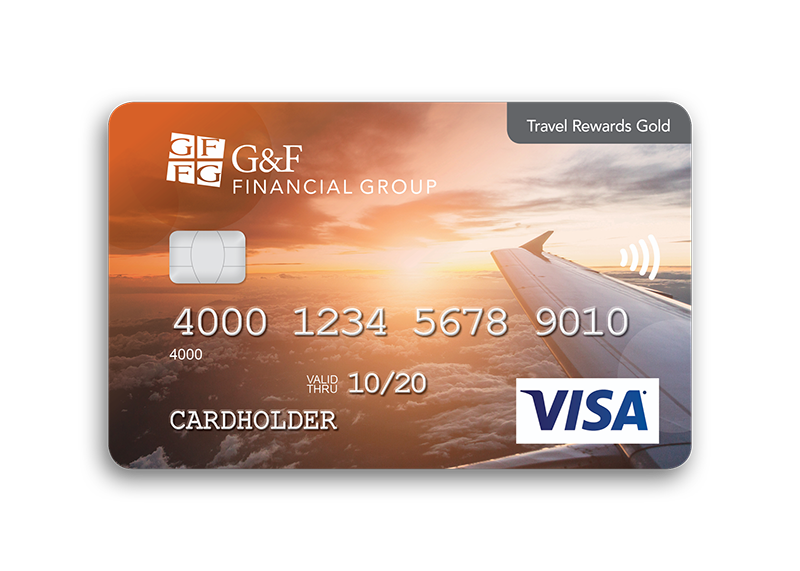 Travel Rewards Gold
GF
FG
G&F
FINANCIAL GROUP
4000 1234 5678 9010
4000
VALID
THRU
10/20
CARDHOLDER
VISA